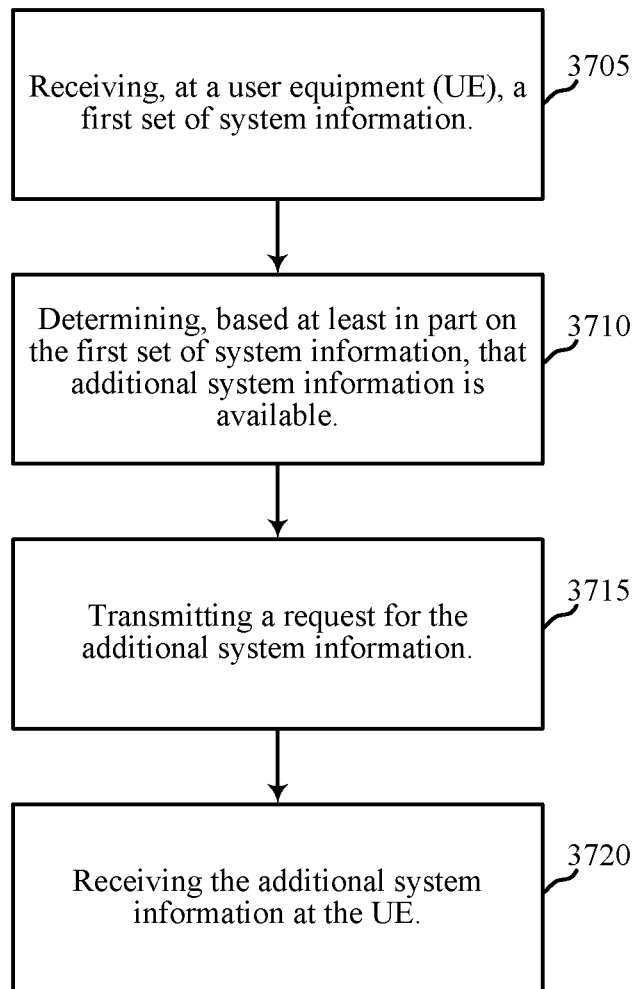 Receiving, at a user equipment (UE), a
first set of system information.
3705
Determining, based at least in part on
the first set of system information, that
additional system information is
available.
3710
Transmitting a request for the
additional system information.
3715
Receiving the additional system
information at the UE.
3720